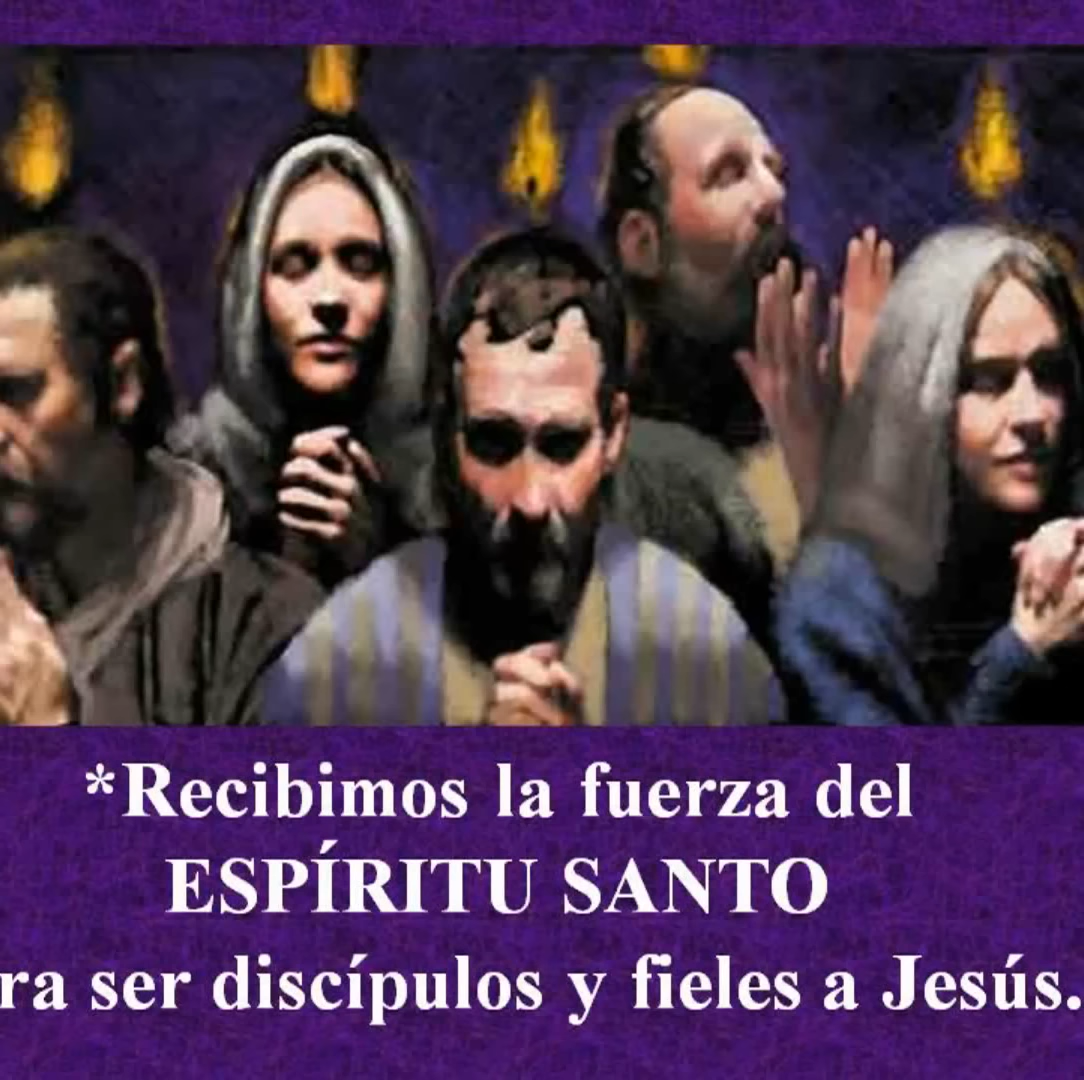 *Recibimos la fuerza del
ESPÍRITU SANTO
ra ser discípulos y fieles a Jesús.